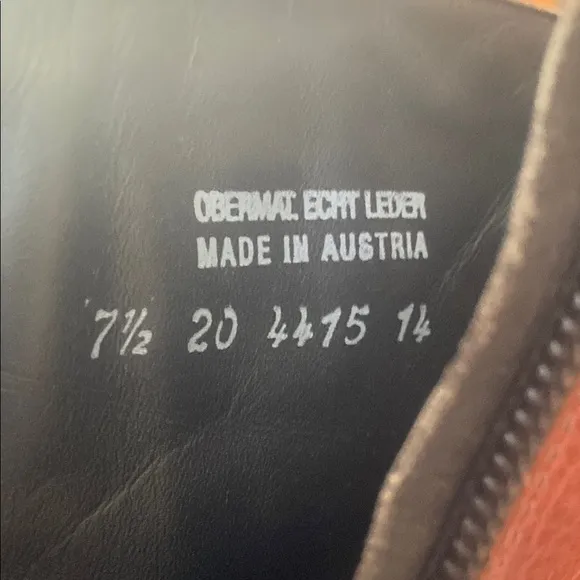 OBERMAT. ECHT LEDER
MADE IN AUSTRIA
7½ 20 4415 14